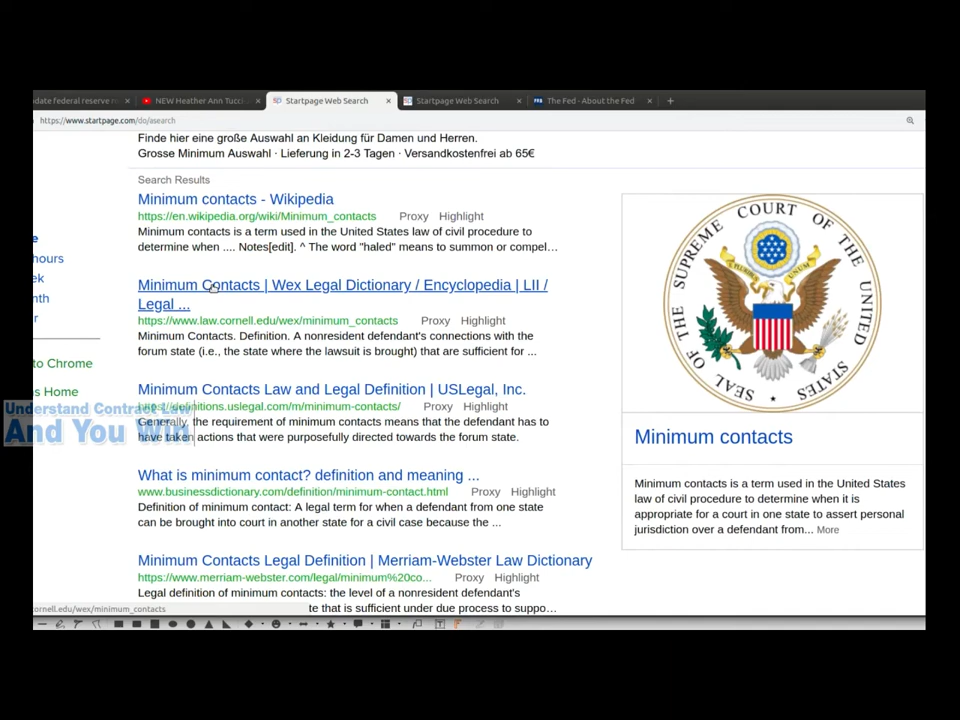 date federal reserve
NEW Heather Ann Tucc
Startpage Web Search
Startpage Web Search
The Fed - About the Fed
https://www.startpage.com/do/asearch
Finde hier eine große Auswahl an Kleidung für Damen und Herren.
Grosse Minimum Auswahl · Lieferung in 2-3 Tagen · Versandkostenfrei ab 65€
Search Results
Minimum contacts - Wikipedia
https://en.wikipedia.org/wiki/Minimum_contacts Proxy Highlight
Minimum contacts is a term used in the United States law of civil procedure to
determine when .... Notes[edit]. ^ The word "haled" means to summon or compel...
hours
Minimum Contacts | Wex Legal Dictionary / Encyclopedia | LII /
Legal ...
https://www.law.cornell.edu/wex/minimum_contacts Proxy Highlight
Minimum Contacts. Definition. A nonresident defendant's connections with the
forum state (i.e., the state where the lawsuit is brought) that are sufficient for ...
to Chrome
Minimum Contacts Law and Legal Definition | USLegal, Inc.
s Home
https://definitions.uslegal.com/m/minimum-contacts/ Proxy Highlight
Understand Contract Law
And You Win
Generally, the requirement of minimum contacts means that the defendant has to
have taken actions that were purposefully directed towards the forum state.
What is minimum contact? definition and meaning ...
www.businessdictionary.com/definition/minimum-contact.html Proxy Highlight
Definition of minimum contact: A legal term for when a defendant from one state
can be brought into court in another state for a civil case because the ...
Minimum Contacts Legal Definition | Merriam-Webster Law Dictionary
https://www.merriam-webster.com/legal/minimum%20co... Proxy Highlight
Legal definition of minimum contacts: the level of a nonresident defendant's
te that is sufficient under due process to suppo...
cornell.edu/wex/minimum_contacts
SEAL OF THE SUPREME COURT OF THE UNITED STATES
E PLURIBUS UNUM
Minimum contacts
Minimum contacts is a term used in the United States
law of civil procedure to determine when it is
appropriate for a court in one state to assert personal
jurisdiction over a defendant from... More